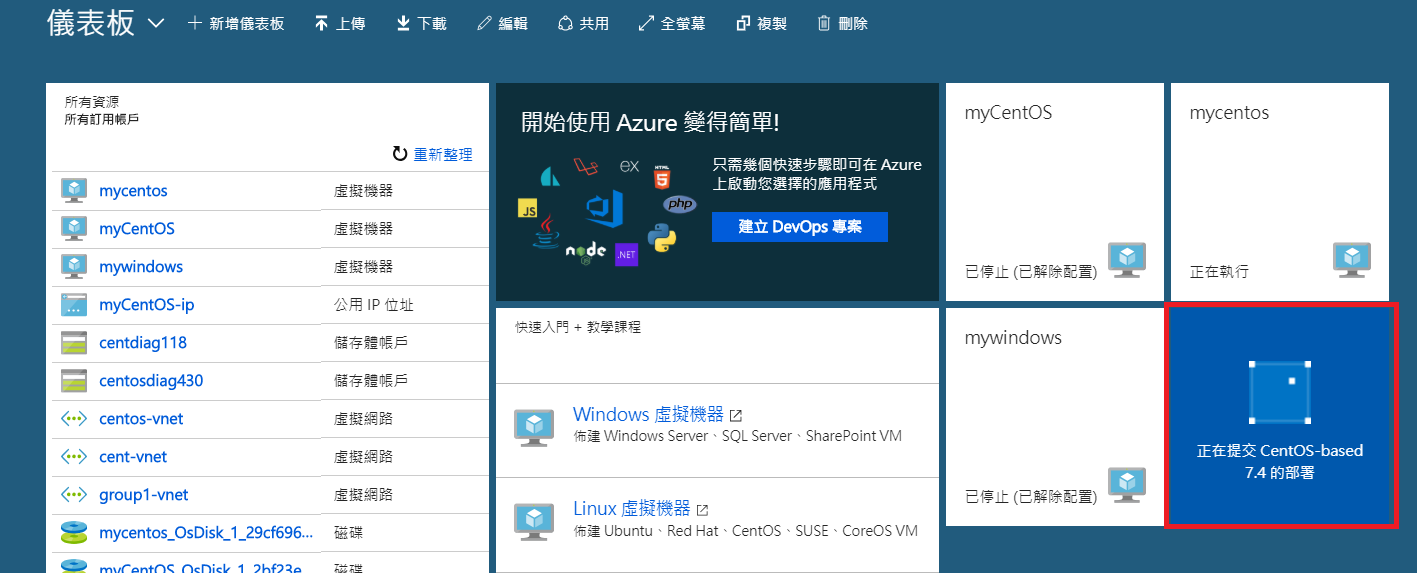 儀表板
新增儀表板
上傳
下載
編輯
共用
全螢幕
複製
刪除
所有資源
所有訂用帳戶
重新整理
mycentos 虛擬機器
myCentOS 虛擬機器
mywindows 虛擬機器
myCentOS-ip 公用 IP 位址
centdiag118 儲存體帳戶
centosdiag430 儲存體帳戶
centos-vnet 虛擬網路
cent-vnet 虛擬網路
group1-vnet 虛擬網路
mycentos_OsDisk_1_29cf696... 磁碟
myCentOS_OsDisk_1_2bf23e 磁碟
開始使用 Azure 變得簡單!
ex
HTML
5
JS
php
node
.NET
只需幾個快速步驟即可在 Azure
上啟動您選擇的應用程式
建立 DevOps 專案
快速入門 + 教學課程
Windows 虛擬機器
佈建 Windows Server、SQL Server、SharePoint VM
Linux 虛擬機器
佈建 Ubuntu、Red Hat、CentOS、SUSE、CoreOS VM
myCentOS
已停止 (已解除配置)
mycentos
正在執行
mywindows
已停止 (已解除配置)
正在提交 CentOS-based
7.4 的部署